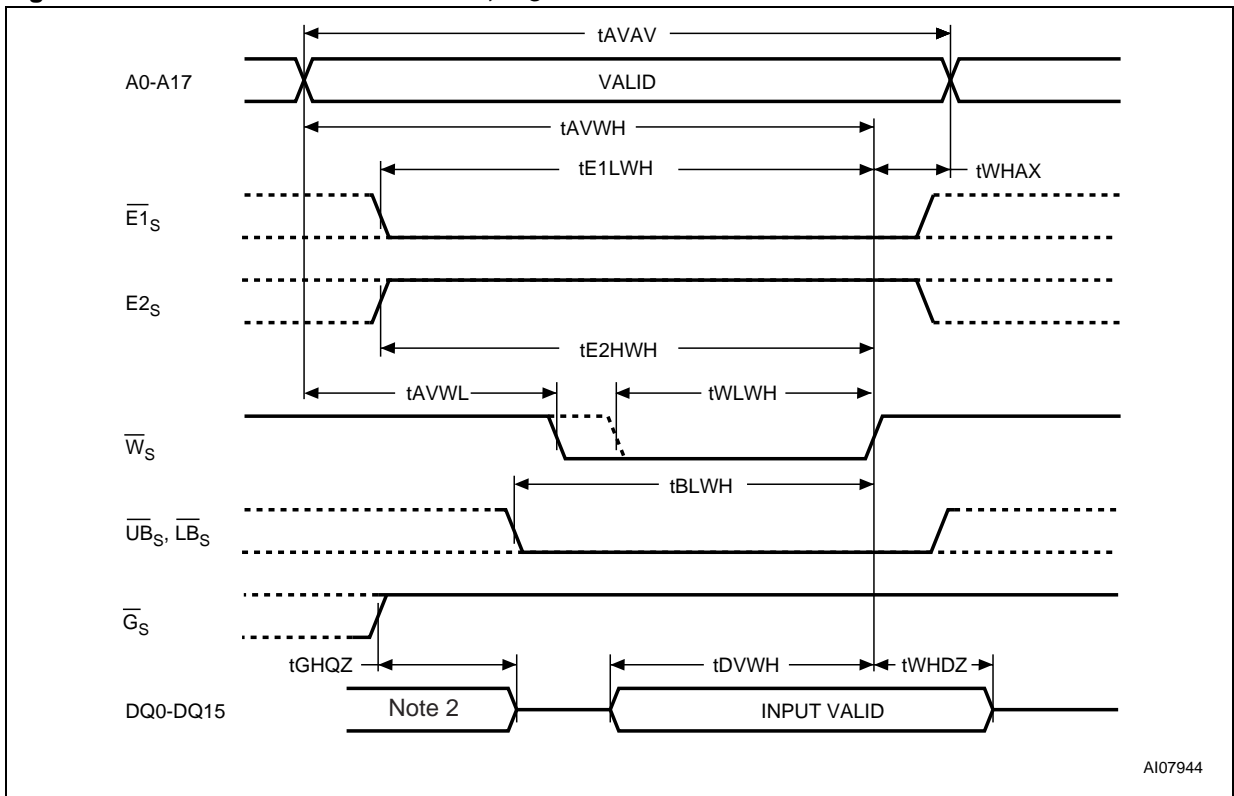 tAVAV
A0-A17 VALID
tAVWH
tE1LWH tWHAX
E1S
E2S
tE2HWH
tAVWL tWLWH
WS
tBLWH
UBS, LBS
GS
tGHQZ tDVWH tWHDZ
DQ0-DQ15 Note 2 INPUT VALID
AI07944